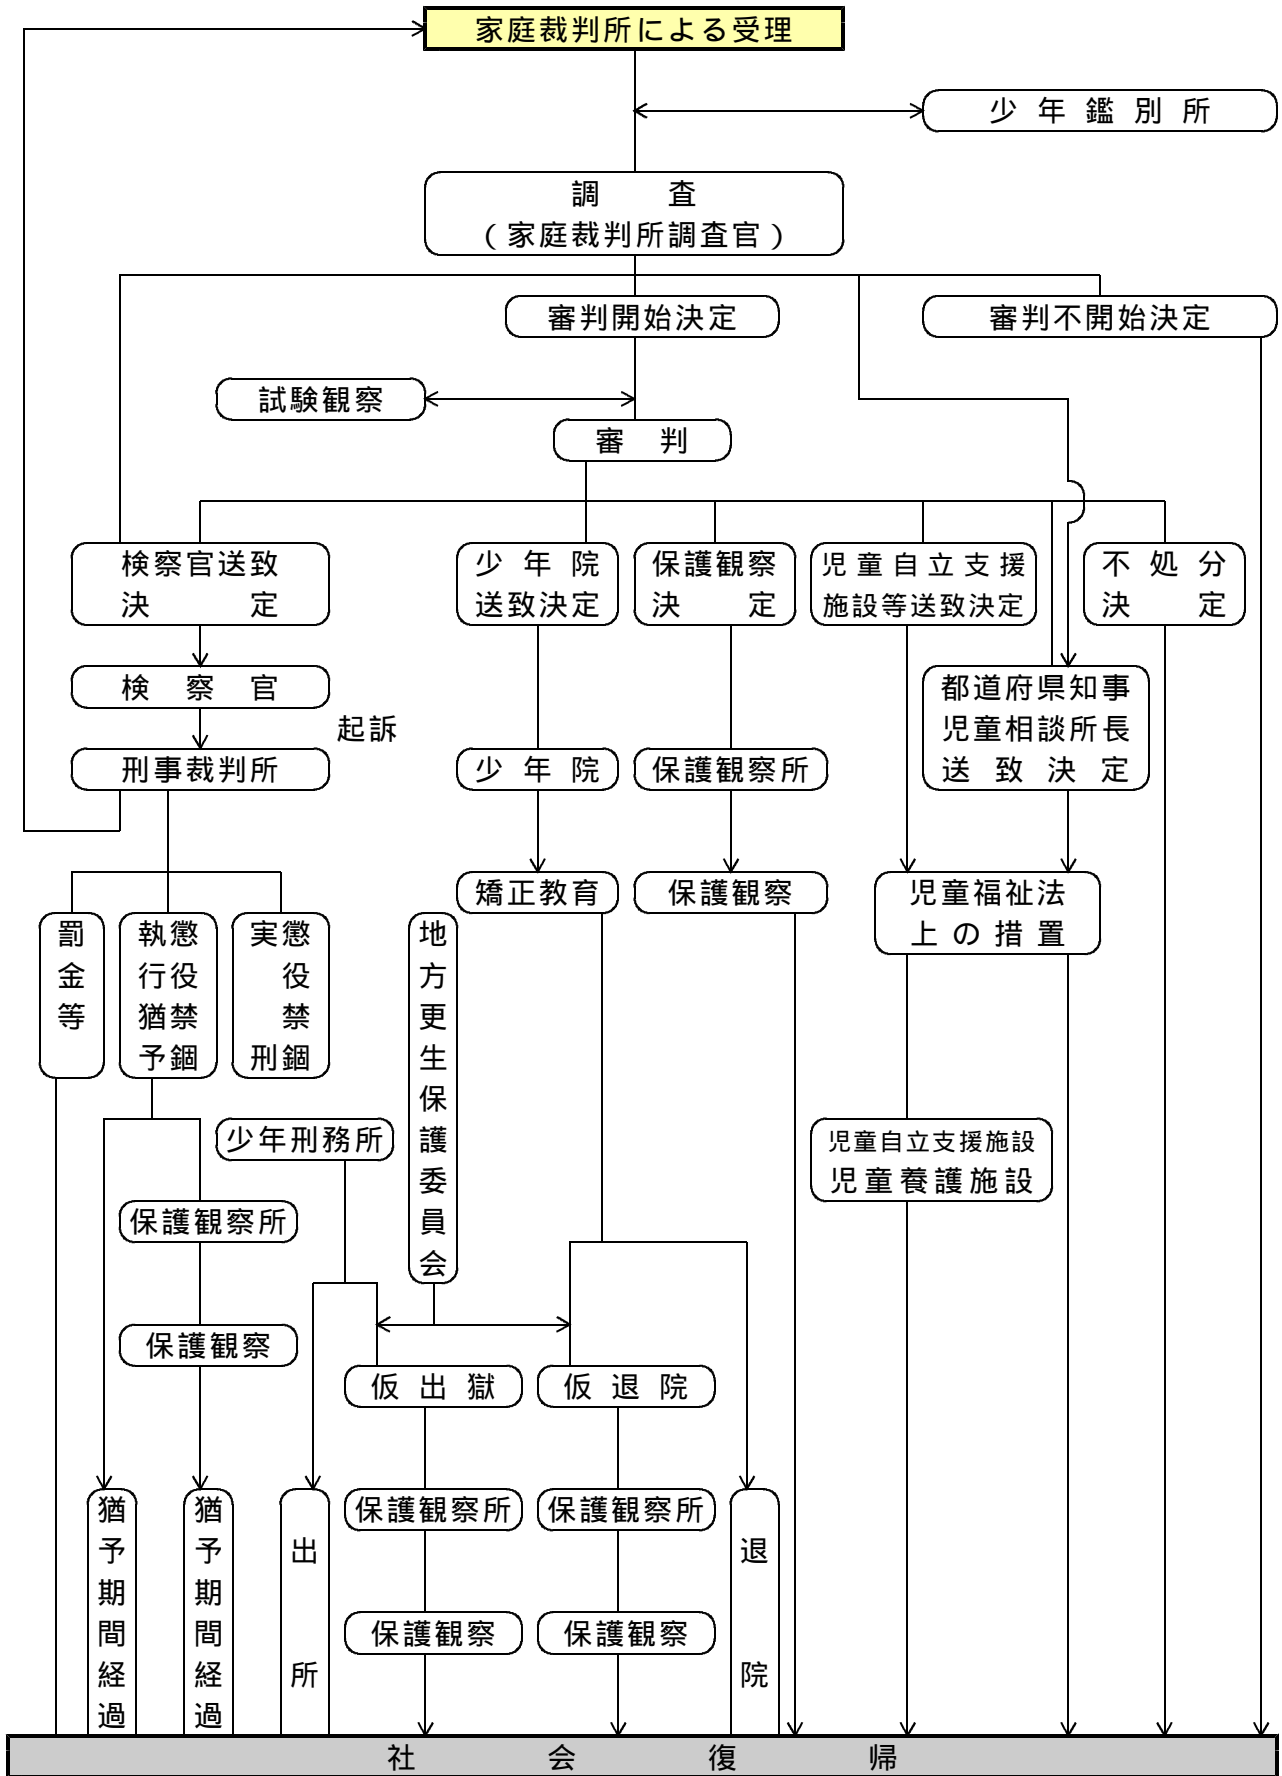 家庭裁判所による受理
少年鑑別所
調　査
（家庭裁判所調査官）
審判開始決定
審判不開始決定
試験観察
審　判
検察官送致
決　　　定
少年院
送致決定
保護観察
決　　定
児童自立支援
施設等送致決定
不処分
決　定
検察官
都道府県知事
児童相談所長
送致決定
起訴
刑事裁判所
少年院
保護観察所
矯正教育
保護観察
児童福祉法
上の措置
罰金等
懲役禁錮
執行猶予
懲役禁錮
実刑
地方更生保護委員会
少年刑務所
児童自立支援施設
児童養護施設
保護観察所
保護観察
仮出獄
仮退院
猶予期間経過
猶予期間経過
出所
保護観察所
保護観察所
退院
保護観察
保護観察
社会復帰